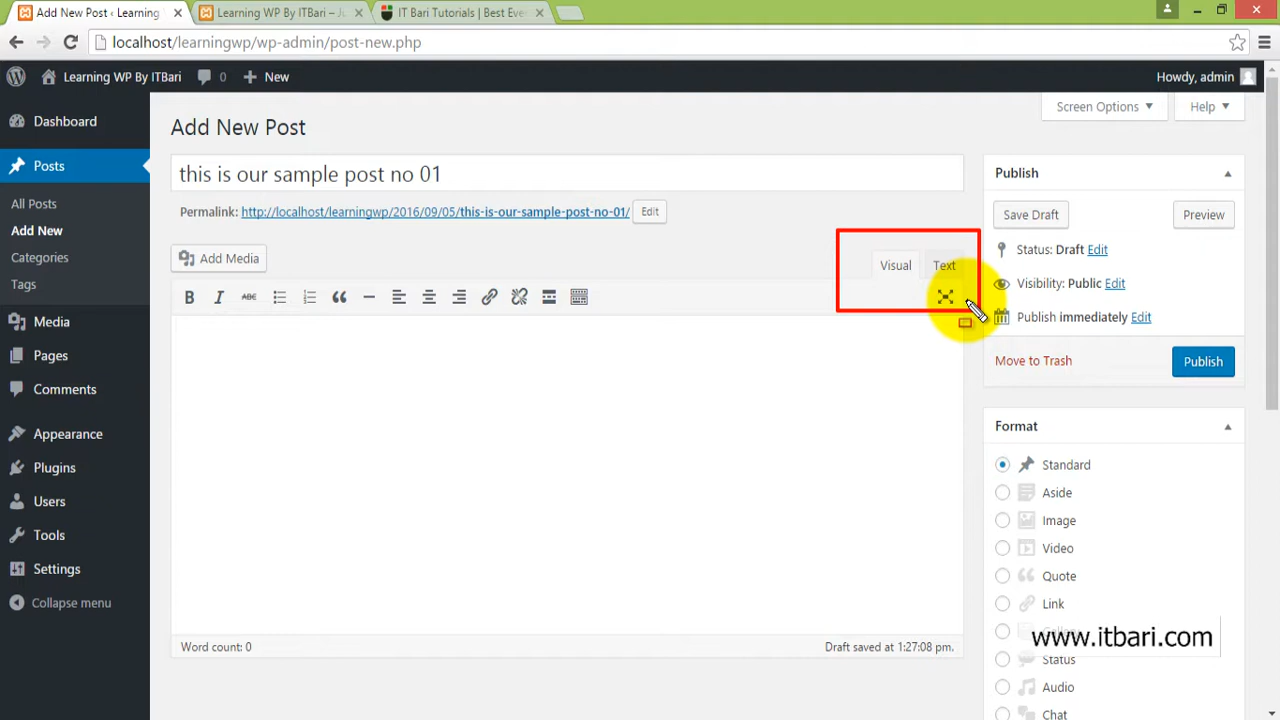 Add New Post ‹ Learning
Learning WP By ITBari – Ju
IT Bari Tutorials | Best Eve
localhost/learningwp/wp-admin/post-new.php
Learning WP By ITBari
0
New
Howdy, admin
Screen Options
Help
Dashboard
Posts
All Posts
Add New
Categories
Tags
Media
Pages
Comments
Appearance
Plugins
Users
Tools
Settings
Collapse menu
Add New Post
this is our sample post no 01
Permalink: http://localhost/learningwp/2016/09/05/this-is-our-sample-post-no-01/ Edit
Add Media
Visual Text
B I ABC
Word count: 0
Draft saved at 1:27:08 pm.
Publish
Save Draft
Preview
Status: Draft Edit
Visibility: Public Edit
Publish immediately Edit
Move to Trash
Publish
Format
Standard
Aside
Image
Video
Quote
Link
www.itbari.com
Status
Audio
Chat